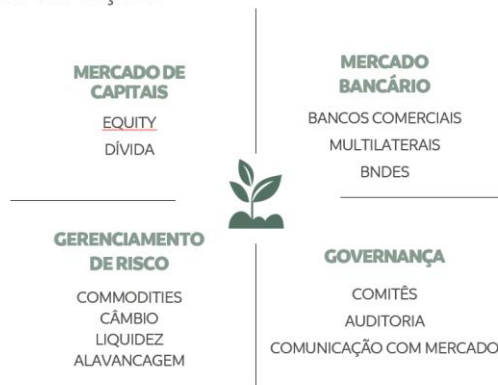 MERCADO DE
CAPITAIS
EQUITY
DÍVIDA
MERCADO
BANCÁRIO
BANCOS COMERCIAIS
MULTILATERAIS
BNDES
GERENCIAMENTO
DE RISCO
COMMODITIES
CÂMBIO
LIQUIDEZ
ALAVANCAGEM
GOVERNANÇA
COMITÊS
AUDITORIA
COMUNICAÇÃO COM MERCADO